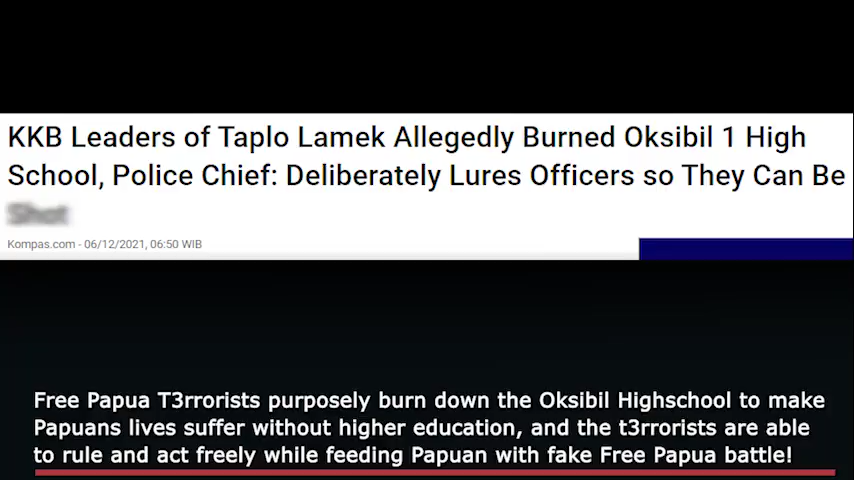 KKB Leaders of Taplo Lamek Allegedly Burned Oksibil 1 High
School, Police Chief: Deliberately Lures Officers so They Can Be
Kompas.com - 06/12/2021, 06:50 WIB
Free Papua T3rrorists purposely burn down the Oksibil Highschool to make
Papuans lives suffer without higher education, and the t3rrorists are able
to rule and act freely while feeding Papuan with fake Free Papua battle!